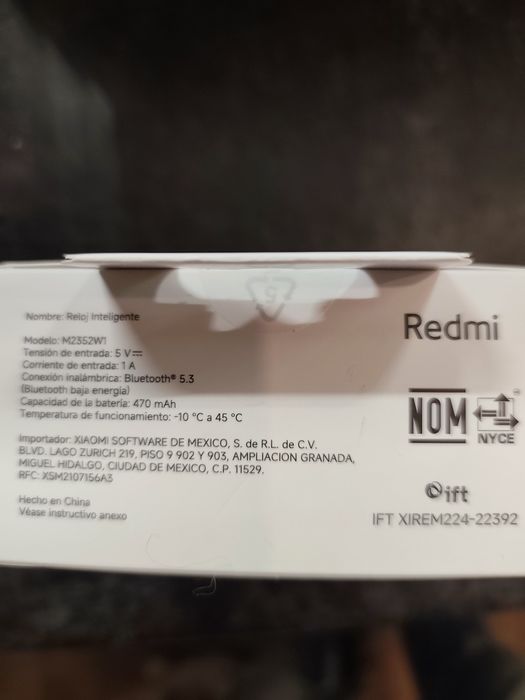 5
Nombre: Reloj Inteligente
Redmi
Modelo: M2352W1
Tensión de entrada: 5 V⎓
Corriente de entrada: 1 A
Conexión inalámbrica: Bluetooth® 5.3
(Bluetooth baja energía)
Capacidad de la batería: 470 mAh
Temperatura de funcionamiento: -10 °C a 45 °C
NOM
NYCE
Importador: XIAOMI SOFTWARE DE MEXICO, S. de R.L. de C.V.
BLVD. LAGO ZURICH 219, PISO 9 902 Y 903, AMPLIACION GRANADA,
MIGUEL HIDALGO, CIUDAD DE MEXICO, C.P. 11529.
RFC: XSM2107156A3
ift
IFT XIREM224-22392
Hecho en China
Véase instructivo anexo